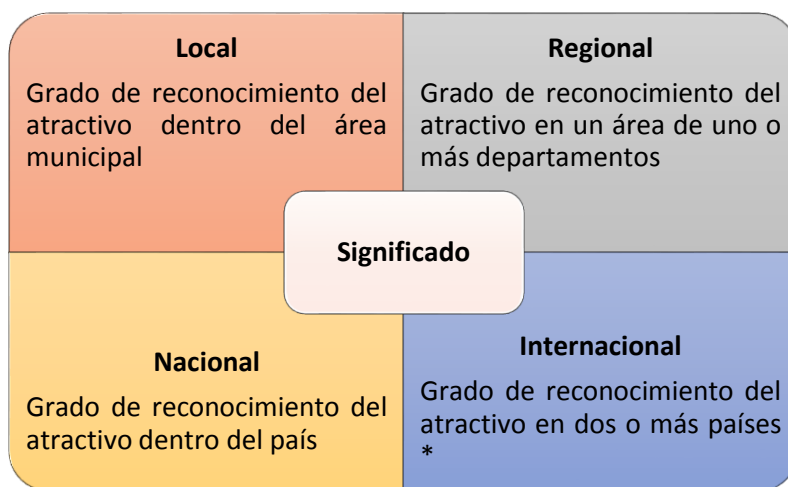 Local
Grado de reconocimiento del
atractivo dentro del área
municipal
Regional
Grado de reconocimiento del
atractivo en un área de uno o
más departamentos
Significado
Nacional
Grado de reconocimiento del
atractivo dentro del país
Internacional
Grado de reconocimiento del
atractivo en dos o más países
*